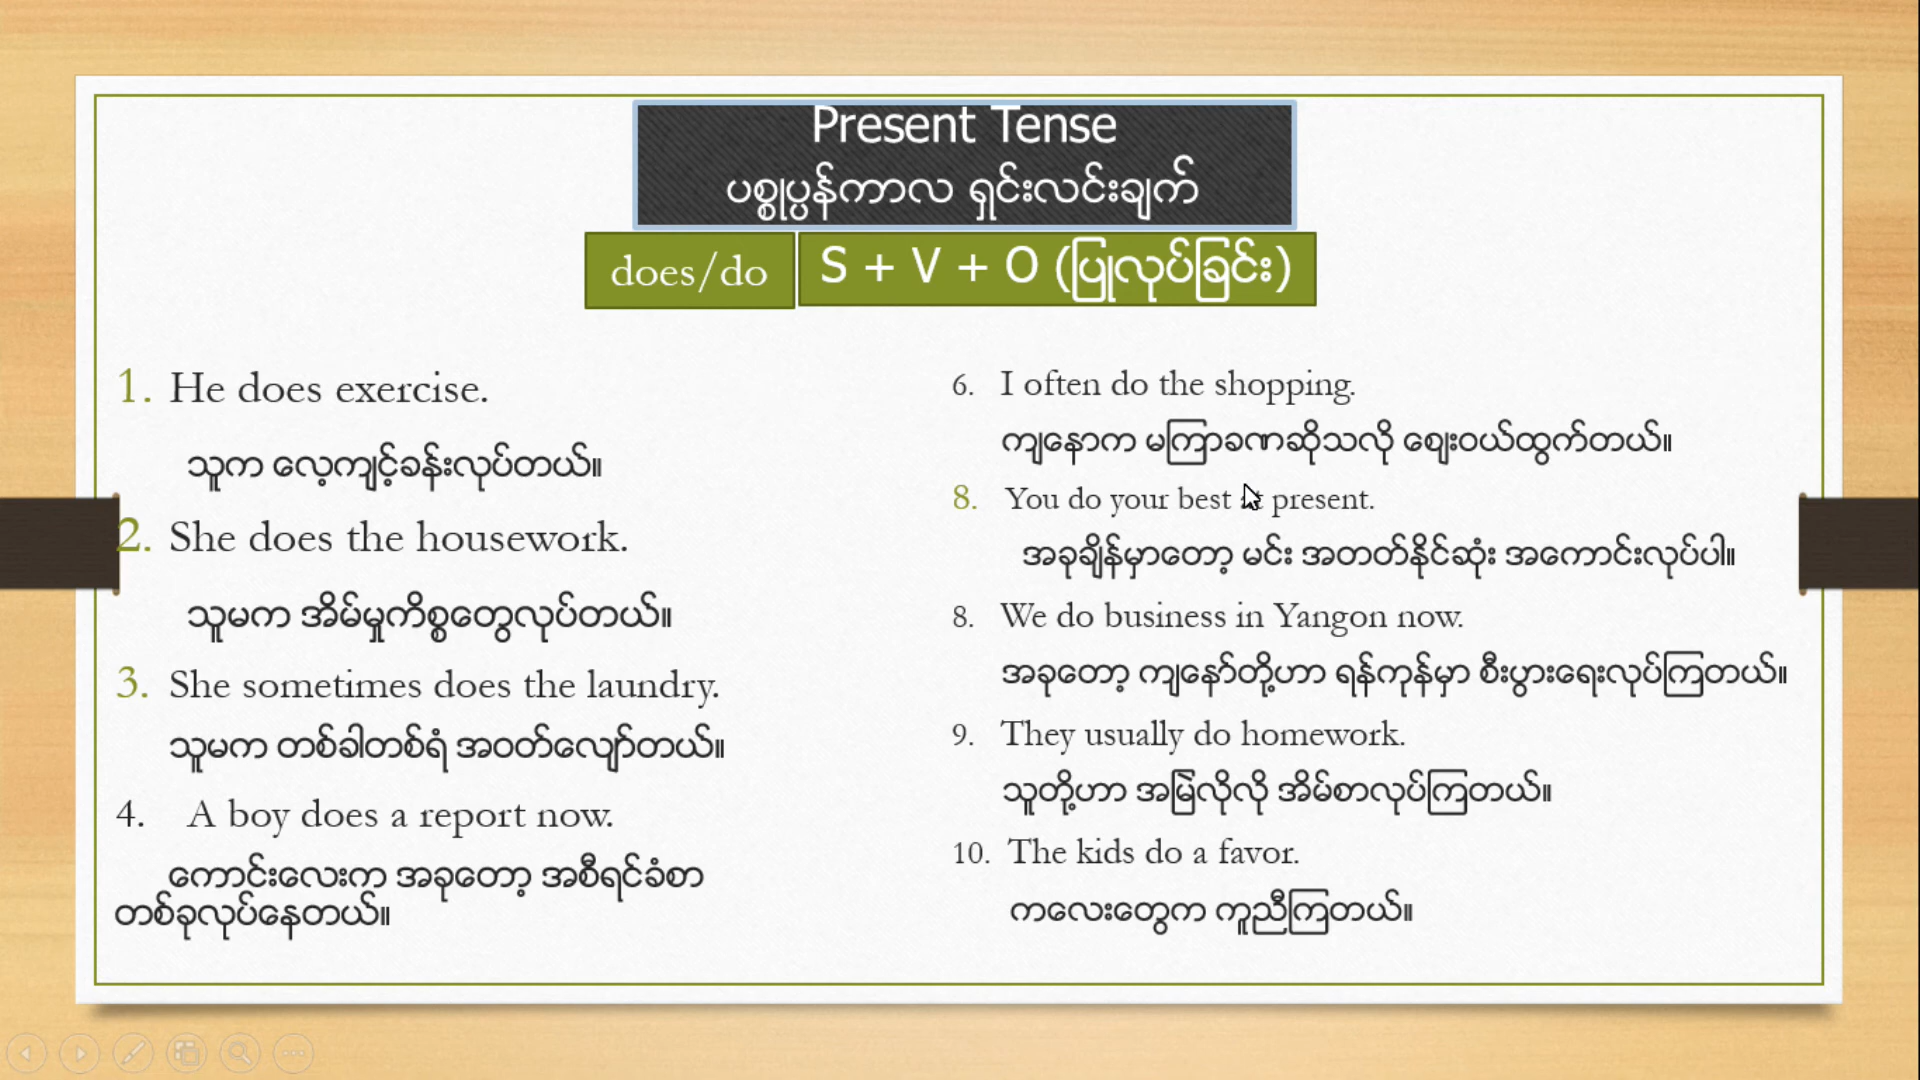 Present Tense
ပစ္စုပ္ပန်ကာလ ရှင်းလင်းချက်
does/do
S + V + O (ပြုလုပ်ခြင်း)
1. He does exercise.
သူက လေ့ကျင့်ခန်းလုပ်တယ်။
2. She does the housework.
သူမက အိမ်မှုကိစ္စတွေလုပ်တယ်။
3. She sometimes does the laundry.
သူမက တစ်ခါတစ်ရံ အဝတ်လျှော်တယ်။
4. A boy does a report now.
ကောင်းလေးက အခုတော့ အစီရင်ခံစာ
တစ်ခုလုပ်နေတယ်။
6. I often do the shopping.
ကျနောက မကြာခဏဆိုသလို ဈေးဝယ်ထွက်တယ်။
8. You do your best present.
အခုချိန်မှာတော့ မင်း အတတ်နိုင်ဆုံး အကောင်းလုပ်ပါ။
8. We do business in Yangon now.
အခုတော့ ကျနော်တို့ဟာ ရန်ကုန်မှာ စီးပွားရေးလုပ်ကြတယ်။
9. They usually do homework.
သူတို့ဟာ အမြဲလိုလို အိမ်စာလုပ်ကြတယ်။
10. The kids do a favor.
ကလေးတွေက ကူညီကြတယ်။